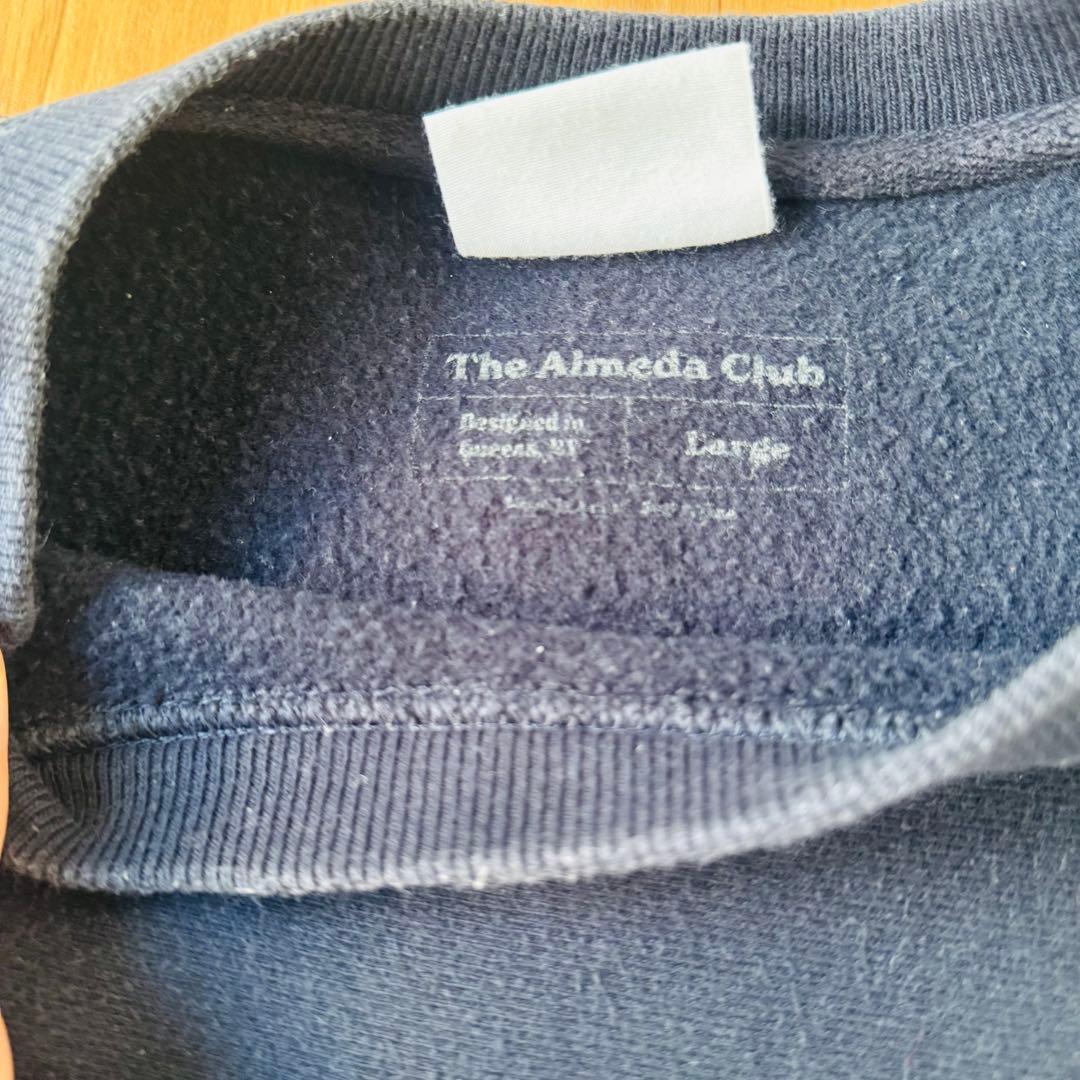 The Almeda Club
Designed in
Queens, NY
Large